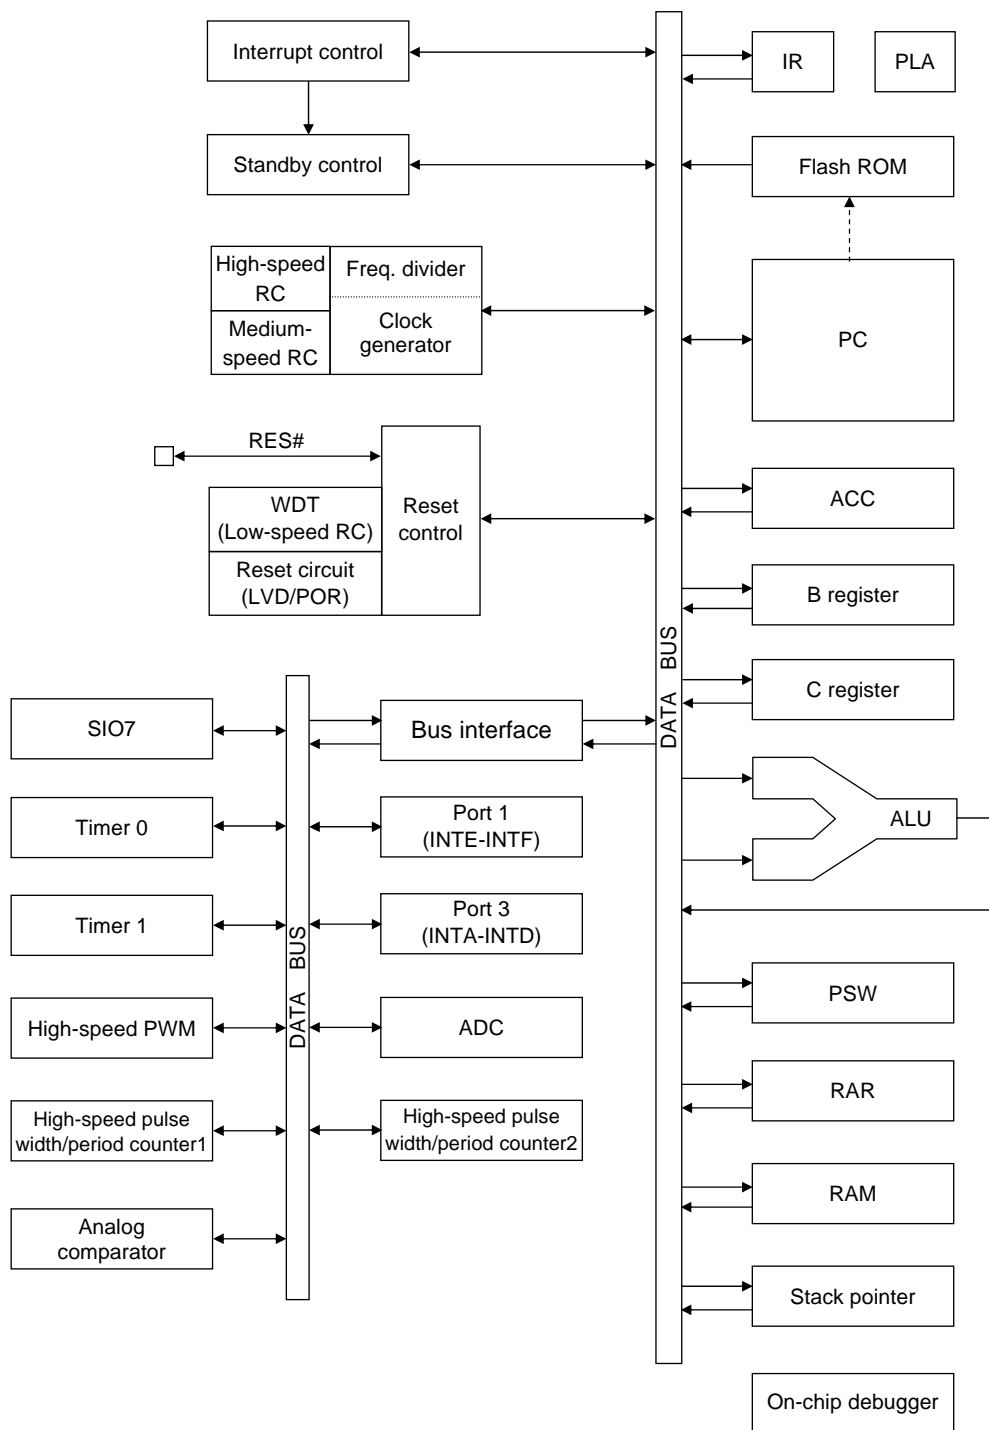 Interrupt control
IR
PLA
Standby control
Flash ROM
High-speed
RC
Freq. divider
Medium-
speed RC
Clock
generator
PC
RES#
WDT
(Low-speed RC)
Reset
control
Reset circuit
(LVD/POR)
ACC
B register
C register
DATA BUS
SIO7
Bus interface
Timer 0
Port 1
(INTE-INTF)
ALU
Timer 1
Port 3
(INTA-INTD)
DATA BUS
High-speed PWM
ADC
PSW
High-speed pulse
width/period counter1
High-speed pulse
width/period counter2
RAR
Analog
comparator
RAM
Stack pointer
On-chip debugger